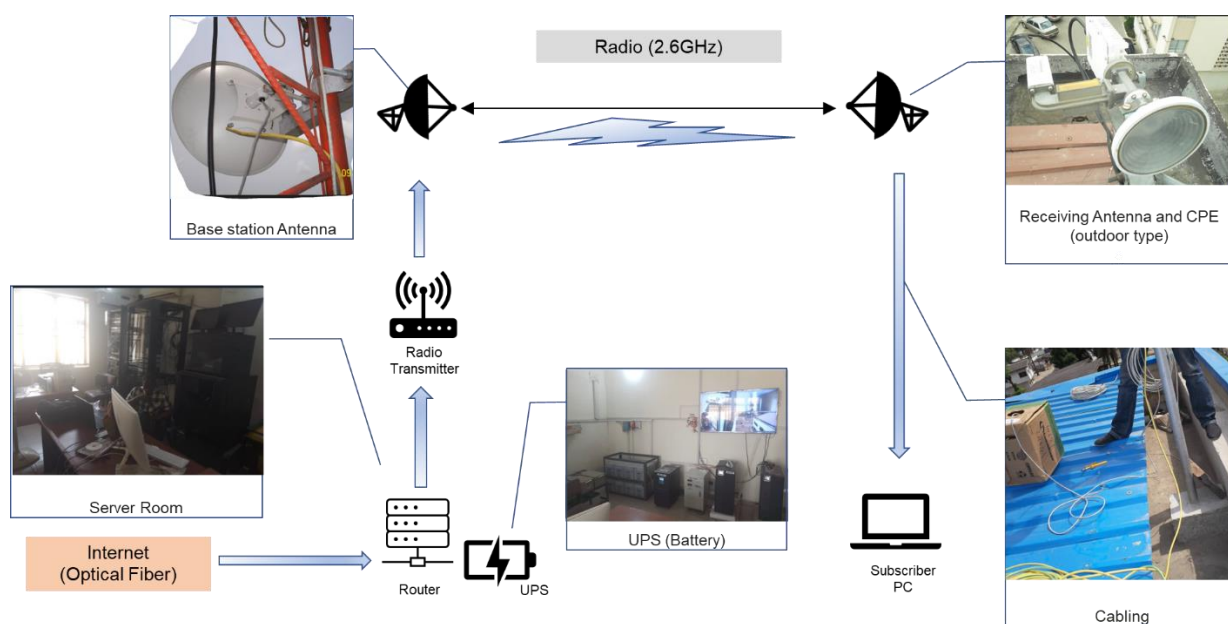 Radio (2.6GHz)
Base station Antenna
Receiving Antenna and CPE
(outdoor type)
Radio
Transmitter
Server Room
UPS (Battery)
Internet
(Optical Fiber)
Router
UPS
Subscriber
PC
Cabling